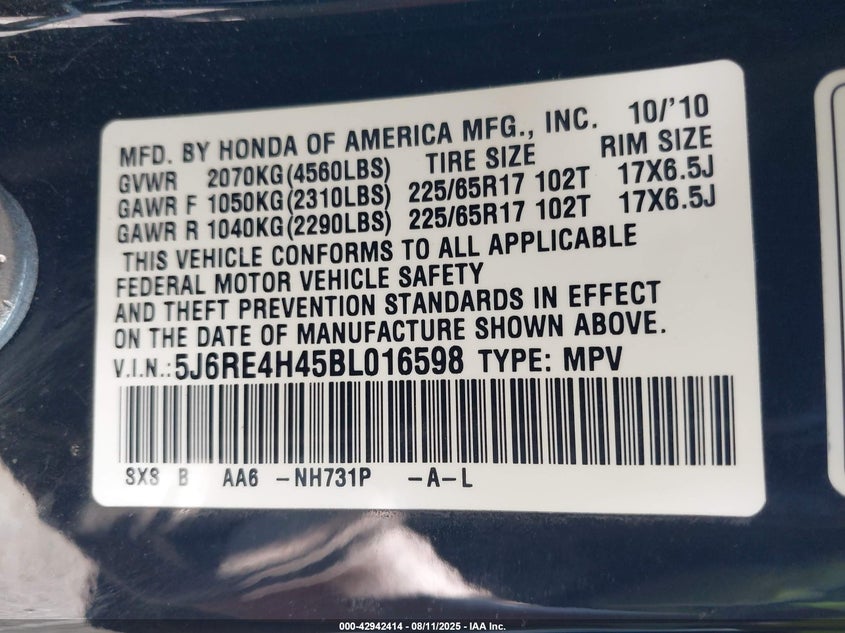 MFD. BY HONDA OF AMERICA MFG., INC. 10/'10
GVWR 2070KG(4560LBS) TIRE SIZE RIM SIZE
GAWR F 1050KG(2310LBS) 225/65R17 102T 17X6.5J
GAWR R 1040KG(2290LBS) 225/65R17 102T 17X6.5J
THIS VEHICLE CONFORMS TO ALL APPLICABLE
FEDERAL MOTOR VEHICLE SAFETY
AND THEFT PREVENTION STANDARDS IN EFFECT
ON THE DATE OF MANUFACTURE SHOWN ABOVE.
V.I.N.:5J6RE4H45BL016598 TYPE: MPV
SXS B AA6 -NH731P -A-L
000-42942414 - 08/11/2025 - IAA Inc.